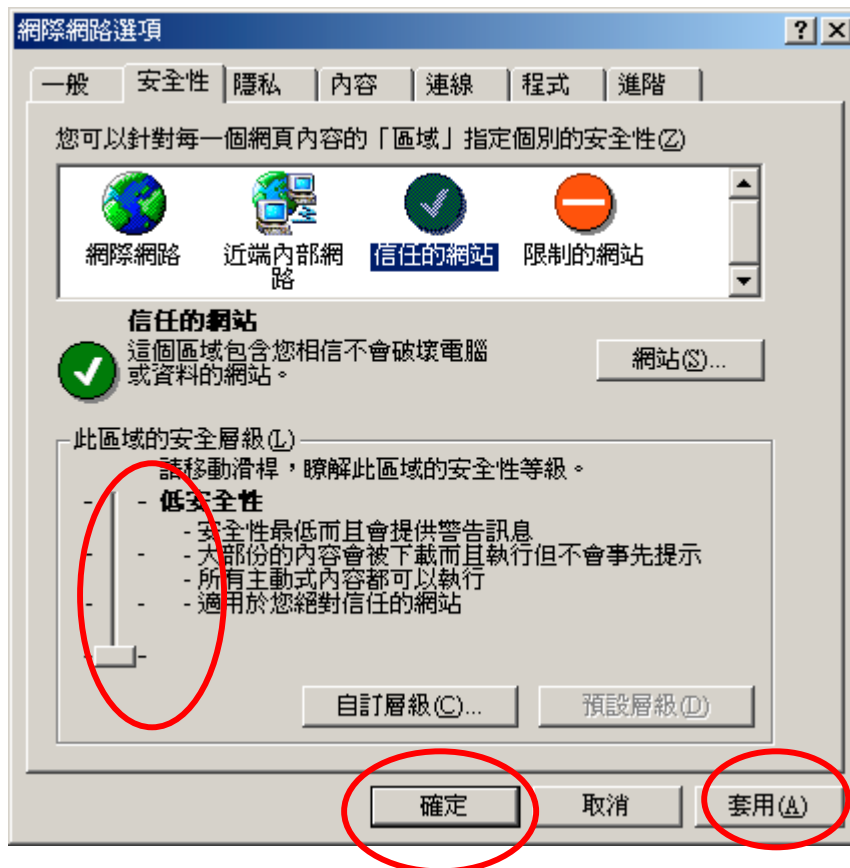 網際網路選項
一般 安全性 隱私 內容 連線 程式 進階
您可以針對每一個網頁內容的「區域」指定個別的安全性(Z)
網際網路 近端內部網路 信任的網站 限制的網站
信任的網站
這個區域包含您相信不會破壞電腦
或資料的網站。
網站(S)...
此區域的安全層級(L)
請移動滑桿，瞭解此區域的安全性等級。
低安全性
- 安全性最低而且會提供警告訊息
- 大部份的內容會被下載而且執行但不會事先提示
- 所有主動式內容都可以執行
- 適用於您絕對信任的網站
自訂層級(C)... 預設層級(D)
確定 取消 套用(A)